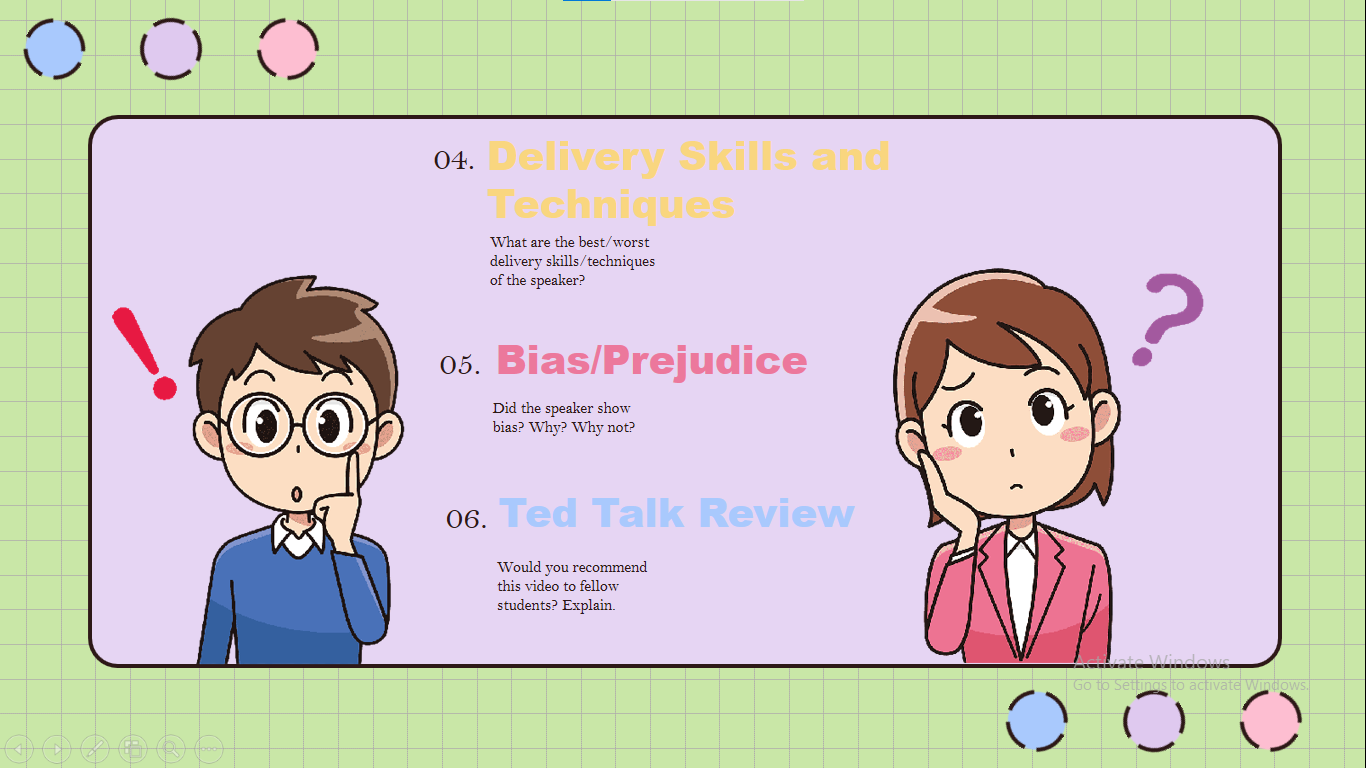 04. Delivery Skills and
Techniques
What are the best/worst
delivery skills/techniques
of the speaker?
05. Bias/Prejudice
Did the speaker show
bias? Why? Why not?
06. Ted Talk Review
Would you recommend
this video to fellow
students? Explain.
Activate Windows
Go to Settings to activate Windows.